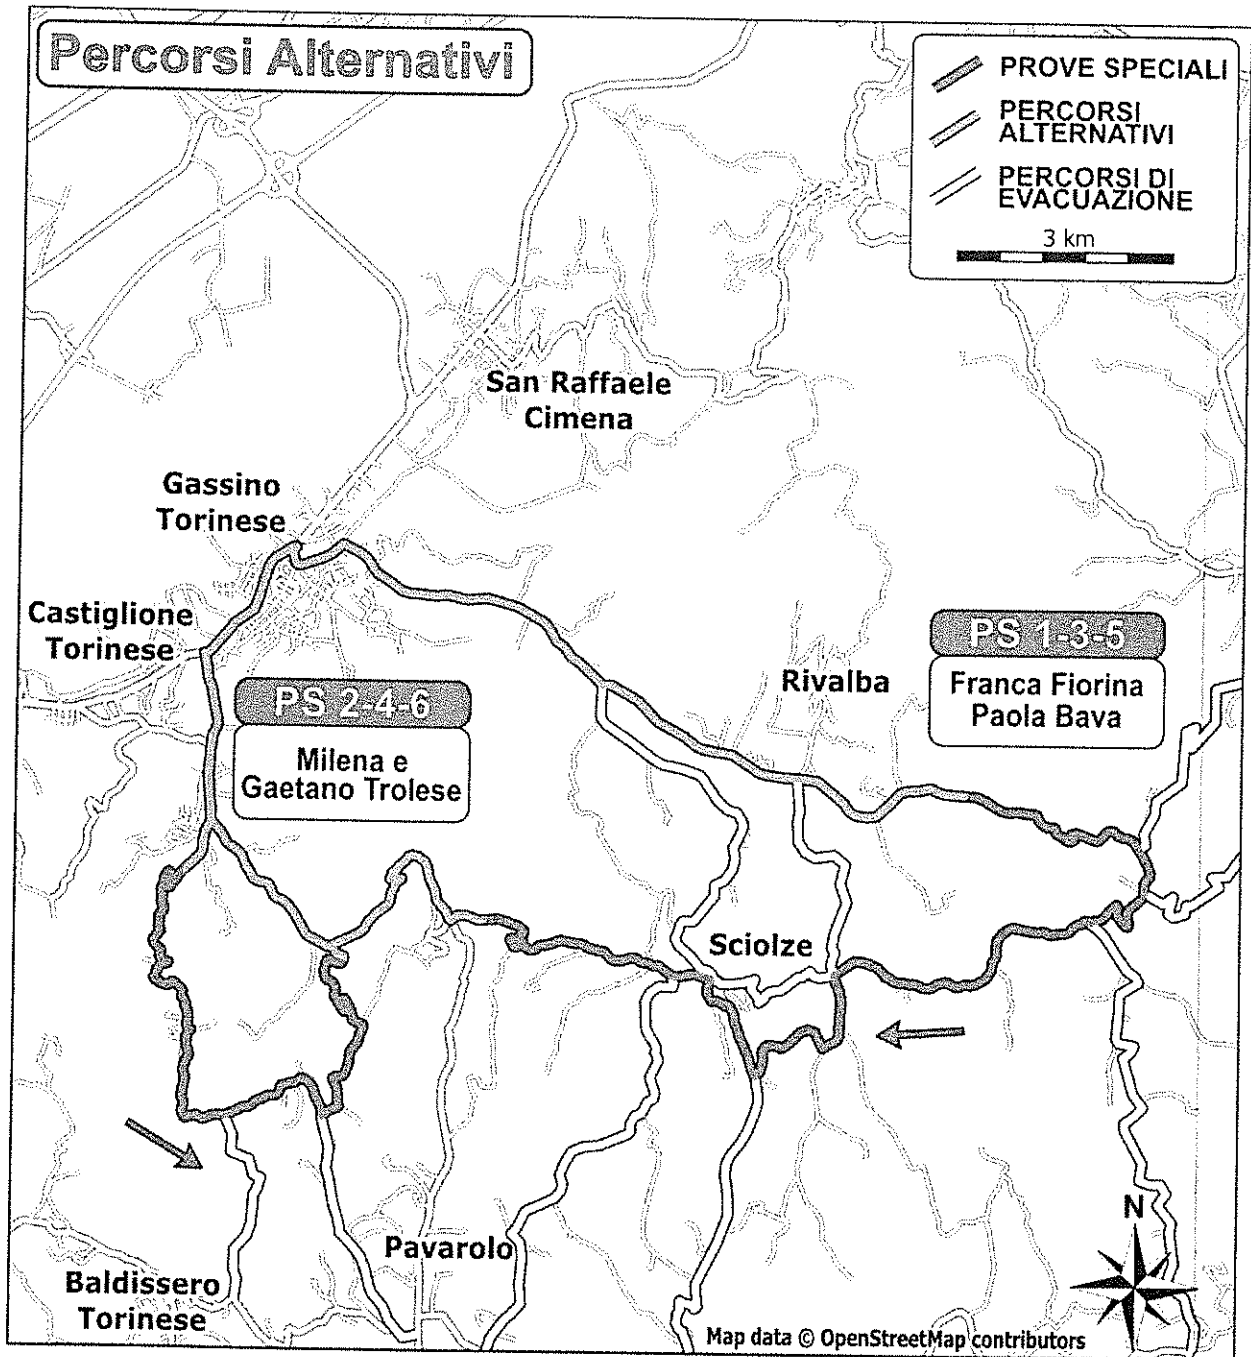 Percorsi Alternativi
PROVE SPECIALI
PERCORSI
ALTERNATIVI
PERCORSI DI
EVACUAZIONE
3 km
San Raffaele
Cimena
Gassino
Torinese
Castiglione
Torinese
PS 1-3-5
Franca Fiorina
Paola Bava
Rivalba
PS 2-4-6
Milena e
Gaetano Trolese
Sciolze
N
Pavarolo
Baldissero
Torinese
Map data © OpenStreetMap contributors